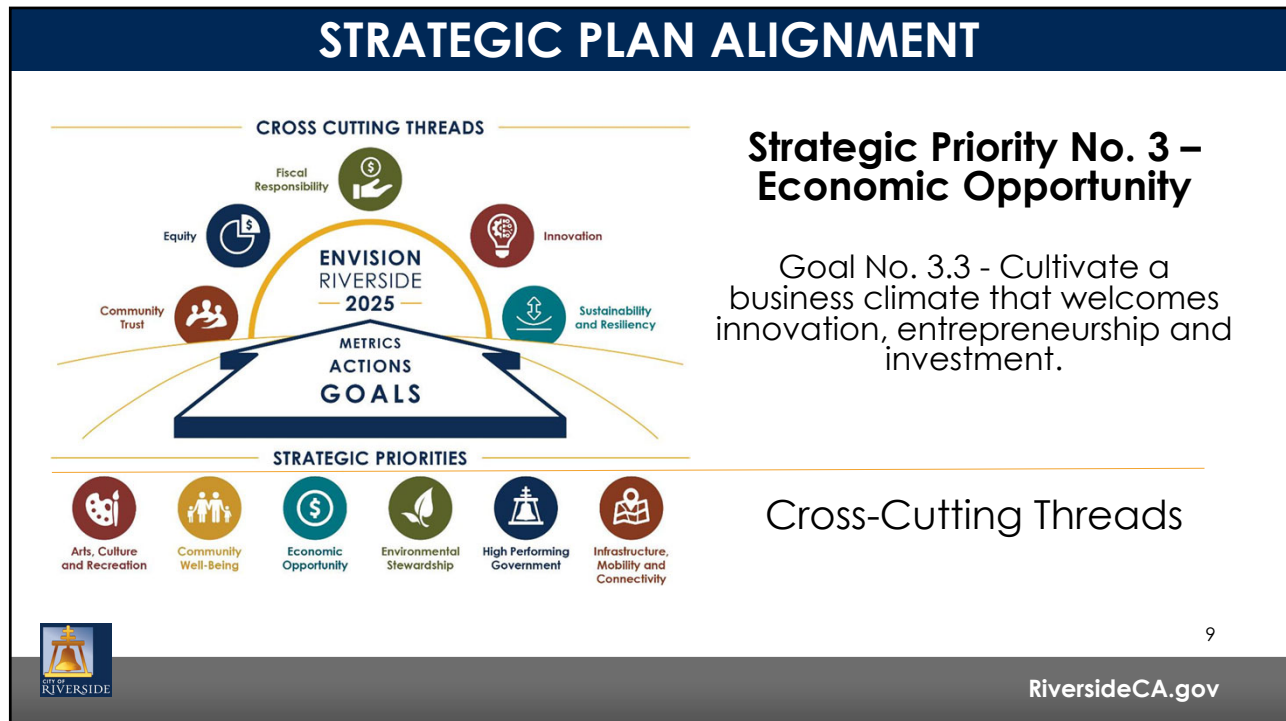 STRATEGIC PLAN ALIGNMENT
CROSS CUTTING THREADS
Fiscal
Responsibility
Equity
Innovation
Community
Trust
Sustainability
and Resiliency
ENVISION
RIVERSIDE
2025
METRICS
ACTIONS
GOALS
STRATEGIC PRIORITIES
Arts, Culture
and Recreation
Community
Well-Being
Economic
Opportunity
Environmental
Stewardship
High Performing
Government
Infrastructure,
Mobility and
Connectivity
Strategic Priority No. 3 –
Economic Opportunity
Goal No. 3.3 - Cultivate a
business climate that welcomes
innovation, entrepreneurship and
investment.
Cross-Cutting Threads
9
CITY OF
RIVERSIDE
RiversideCA.gov